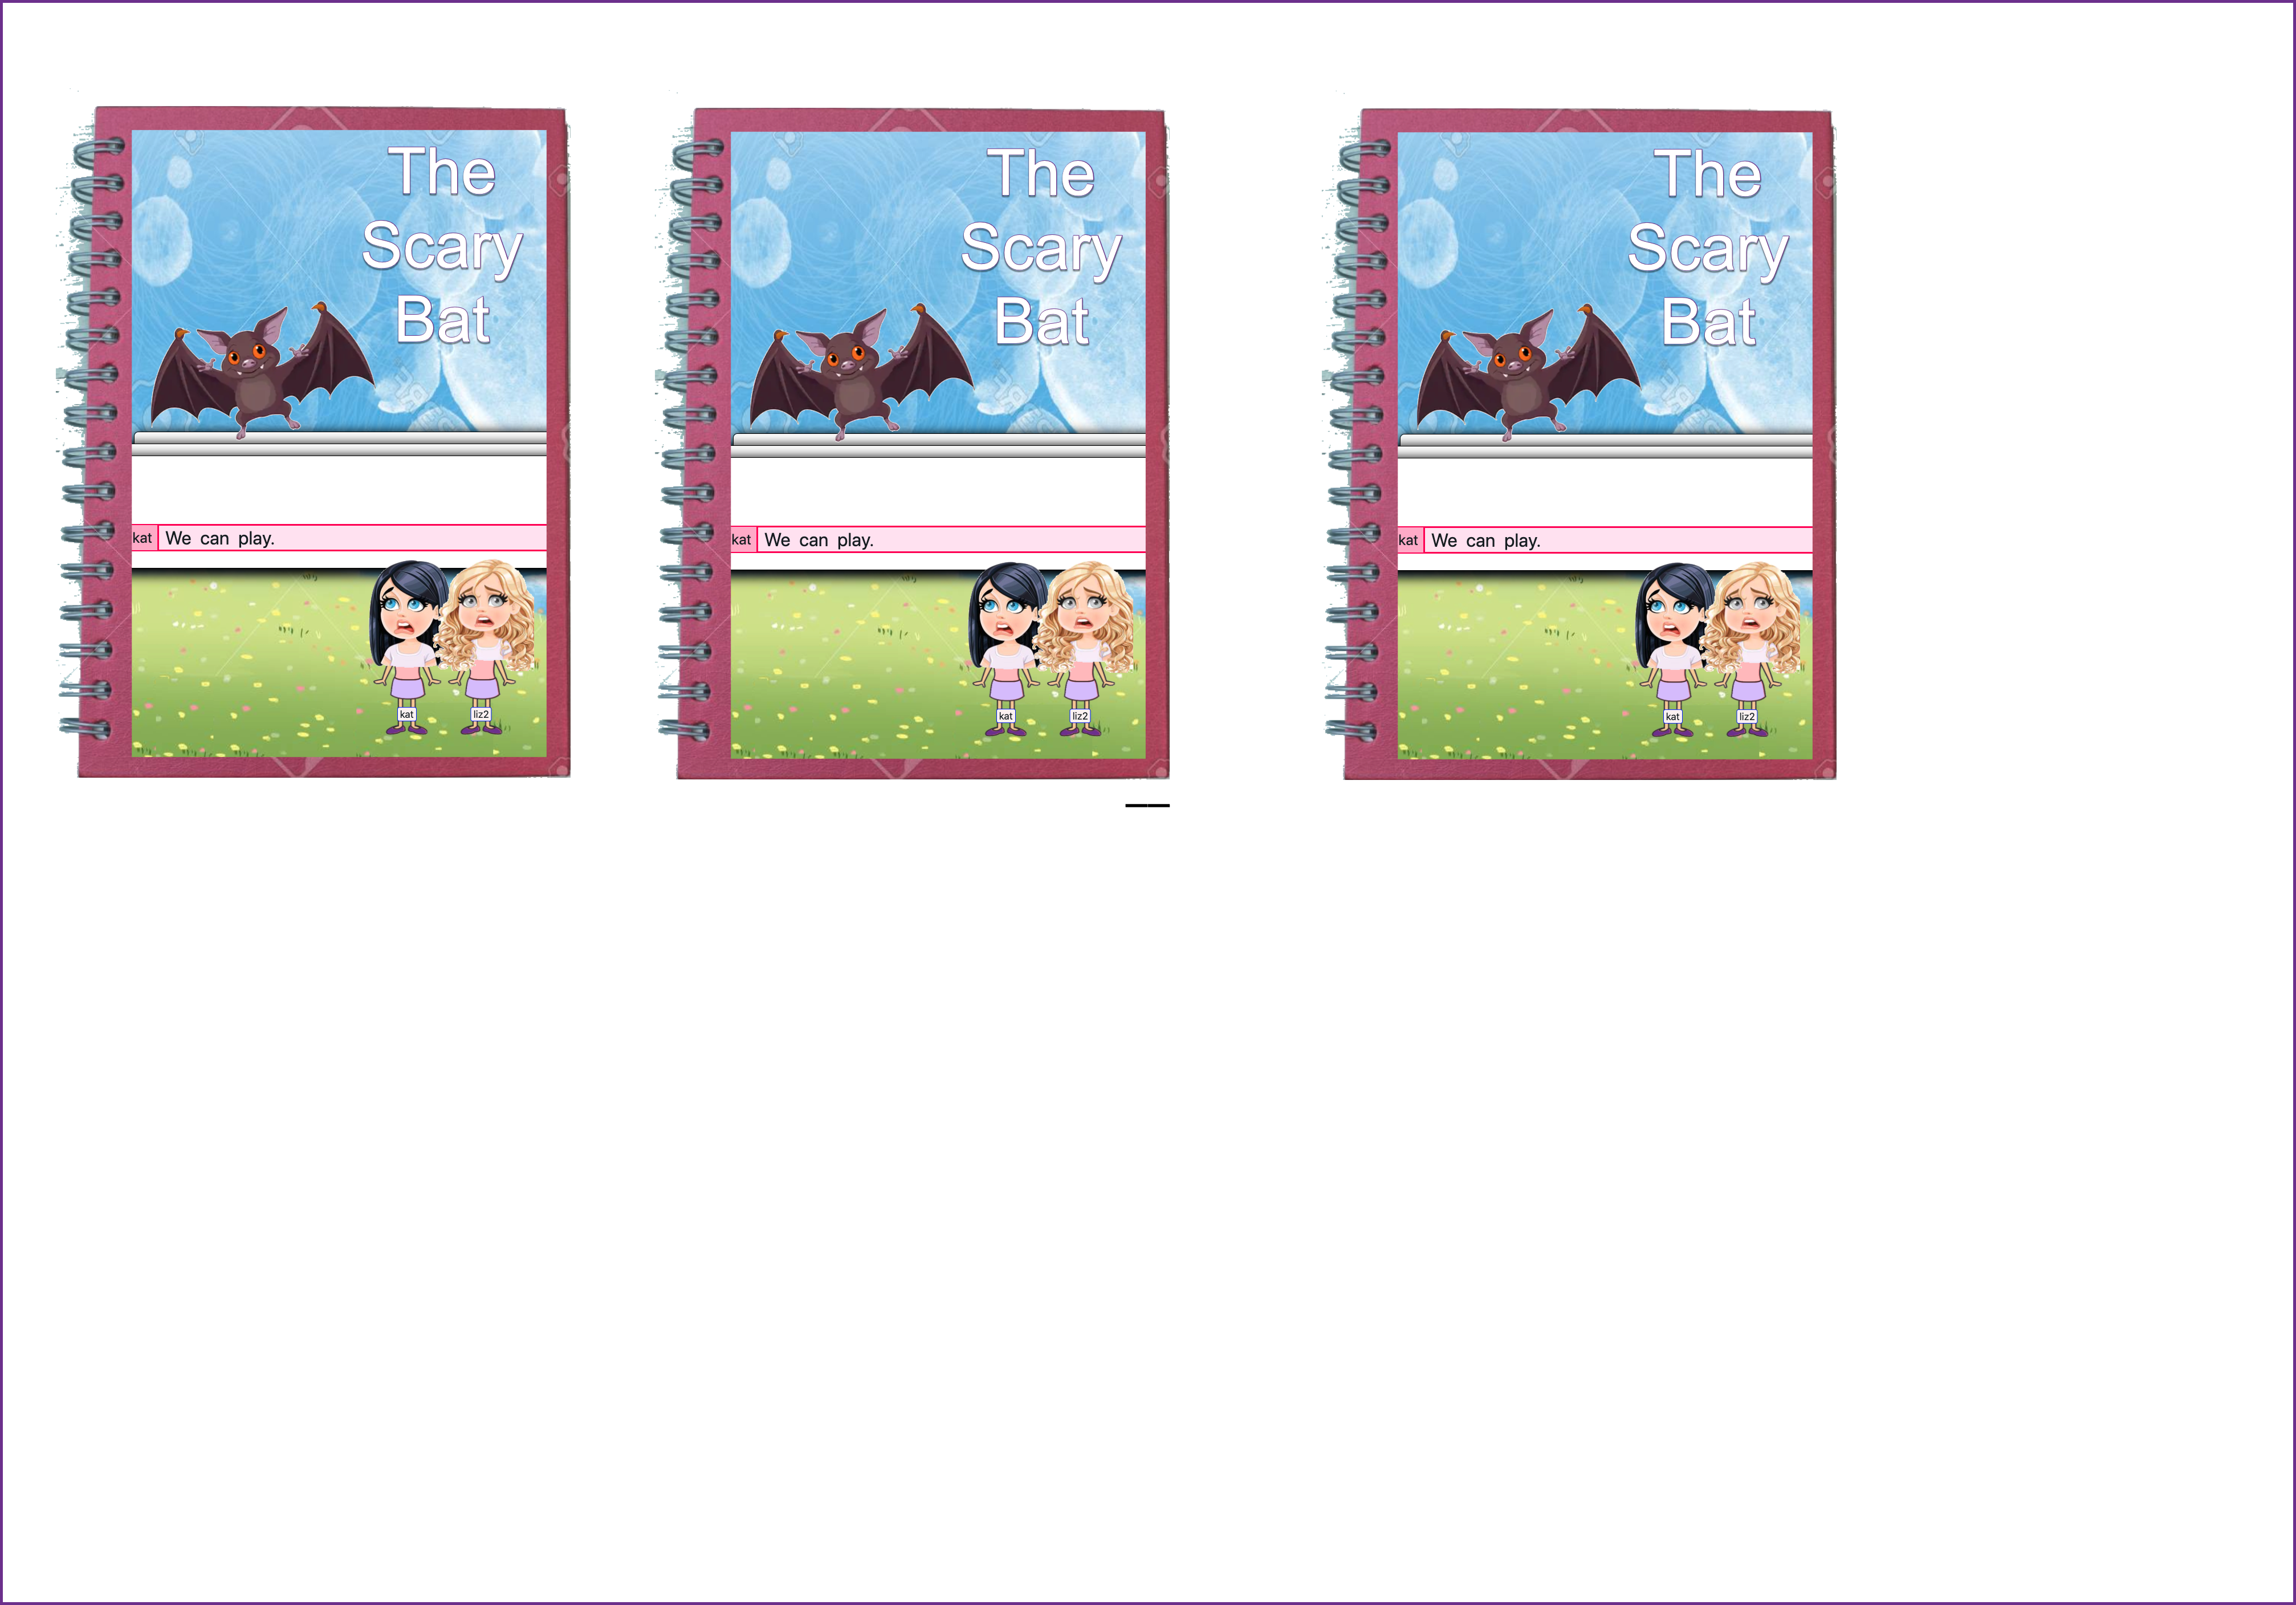 The
Scary
Bat
kat We can play.
kat liz2
The
Scary
Bat
kat We can play.
kat liz2
The
Scary
Bat
kat We can play.
kat liz2